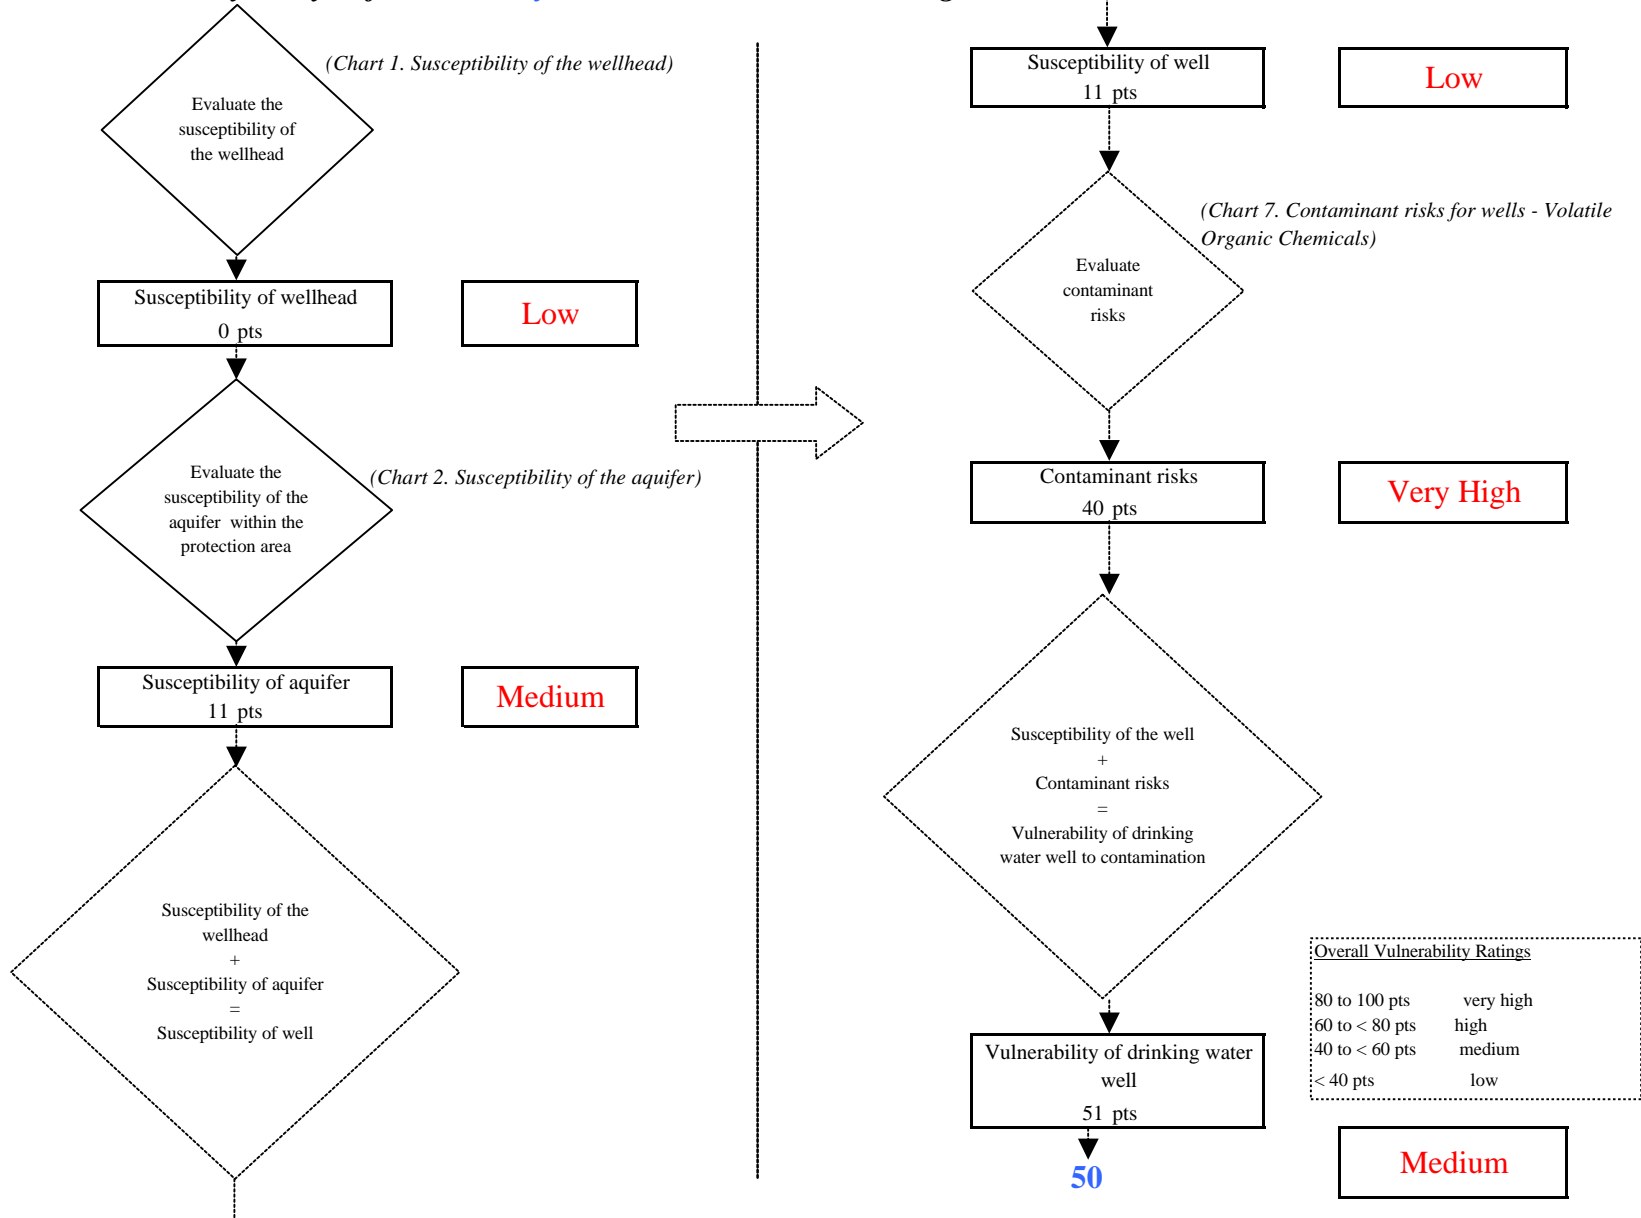 (Chart 1. Susceptibility of the wellhead)
Evaluate the
susceptibility of
the wellhead
Susceptibility of wellhead
0 pts
Low
Evaluate the
susceptibility of the
aquifer within the
protection area
(Chart 2. Susceptibility of the aquifer)
Susceptibility of aquifer
11 pts
Medium
Susceptibility of the
wellhead
+
Susceptibility of aquifer
=
Susceptibility of well
Susceptibility of well
11 pts
Low
(Chart 7. Contaminant risks for wells - Volatile
Organic Chemicals)
Evaluate
contaminant
risks
Contaminant risks
40 pts
Very High
Susceptibility of the well
+
Contaminant risks
=
Vulnerability of drinking
water well to contamination
Overall Vulnerability Ratings
80 to 100 pts very high
60 to < 80 pts high
40 to < 60 pts medium
< 40 pts low
Vulnerability of drinking water
well
51 pts
50
Medium